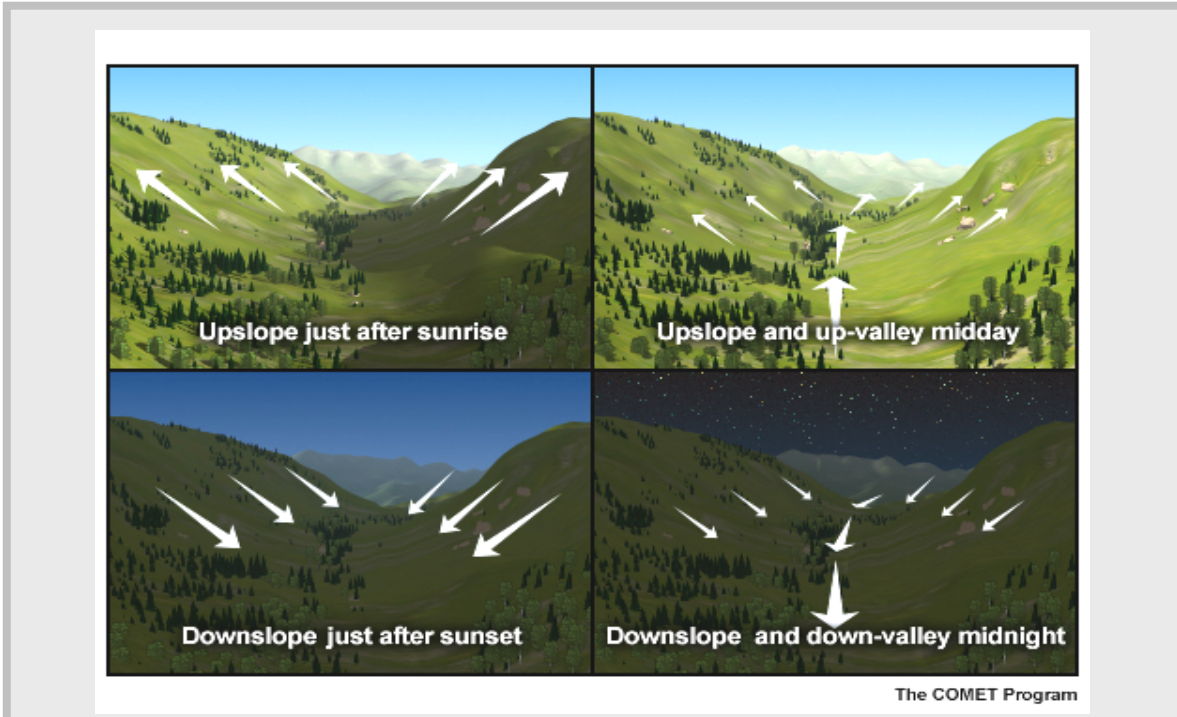 Upslope just after sunrise
Upslope and up-valley midday
Downslope just after sunset
Downslope and down-valley midnight
The COMET Program